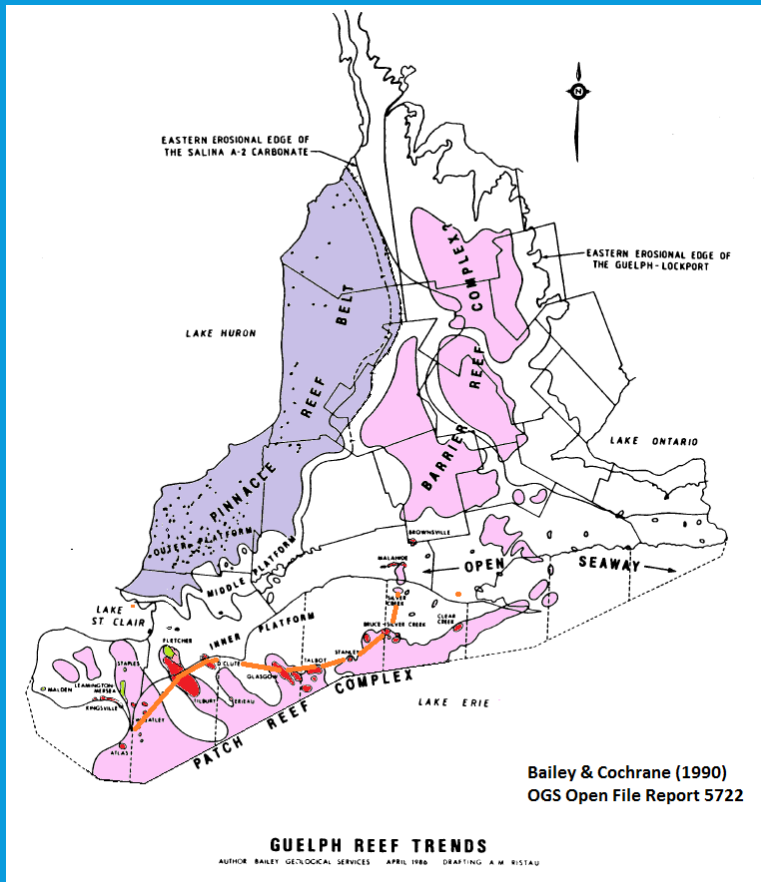 N
EASTERN EROSIONAL EDGE OF
THE SALINA A-2 CARBONATE
EASTERN EROSIONAL EDGE OF
THE GUELPH-LOCKPORT
LAKE HURON
PINNACLE REEF BELT
BARRIER REEF COMPLEX?
LAKE ONTARIO
OUTER PLATFORM
MIDDLE PLATFORM
BROWNSVILLE
MALAHIDE
OPEN SEAWAY
SILVER
CREEK
LAKE
ST CLAIR
INNER PLATFORM
CLEAR
CREEK
BRUCE-SILVER CREEK
FLETCHER
STANLEY
D CLUTE
TALBOT
STAPLES
GLASGOW
LEAMINGTON
MERSEA
MALDEN
KINGSVILLE
TILBURY
ERIEAU
WHEATLEY
ATLAS
PATCH REEF COMPLEX
LAKE ERIE
Bailey & Cochrane (1990)
OGS Open File Report 5722
GUELPH REEF TRENDS
AUTHOR BAILEY GEOLOGICAL SERVICES APRIL 1986 DRAFTING A M RISTAU